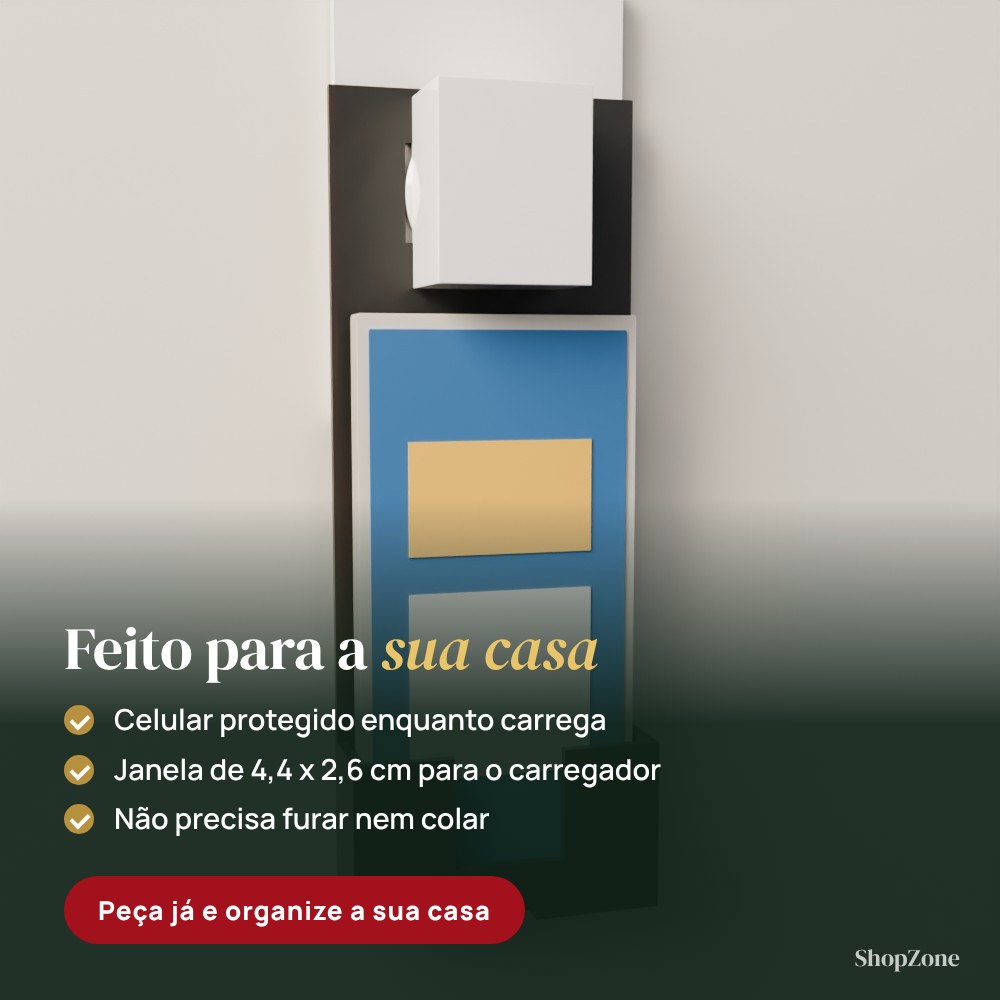 Feito para a sua casa
Celular protegido enquanto carrega
Janela de 4,4 x 2,6 cm para o carregador
Não precisa furar nem colar
Peça já e organize a sua casa
ShopZone